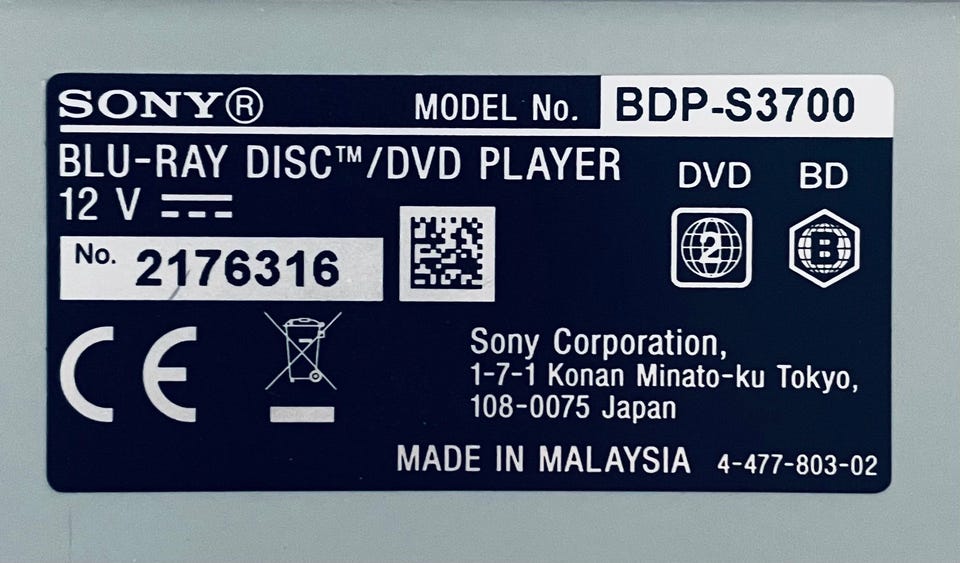 SONY® MODEL No. BDP-S3700
BLU-RAY DISC™/DVD PLAYER
12 V
DVD BD
2 B
No. 2176316
CE
Sony Corporation,
1-7-1 Konan Minato-ku Tokyo,
108-0075 Japan
MADE IN MALAYSIA 4-477-803-02